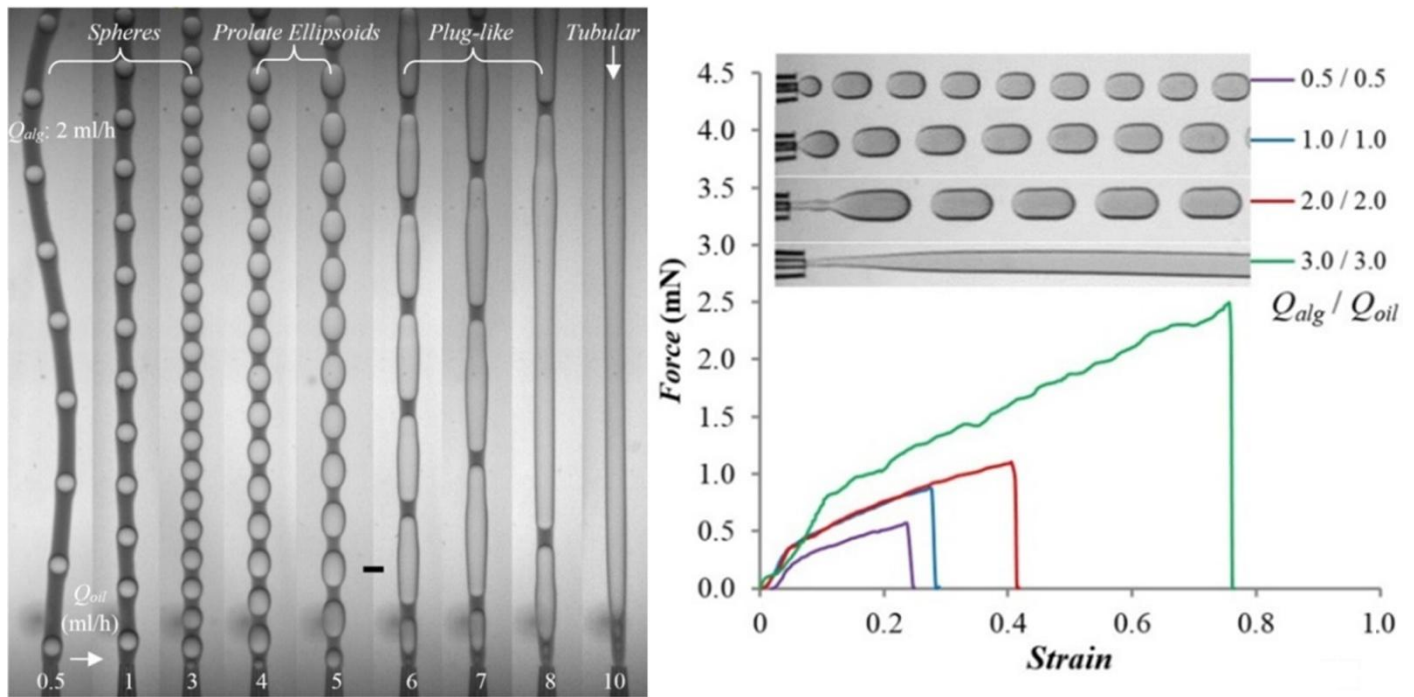 Spheres Prolate Ellipsoids Plug-like Tubular
Qalg: 2 ml/h
Qoil
(ml/h)
0.5 1 3 4 5 6 7 8 10
Force (mN)
4.5
4.0
3.5
3.0
2.5
2.0
1.5
1.0
0.5
0.0
0.5 / 0.5
1.0 / 1.0
2.0 / 2.0
3.0 / 3.0
Qalg / Qoil
0 0.2 0.4 0.6 0.8 1.0
Strain